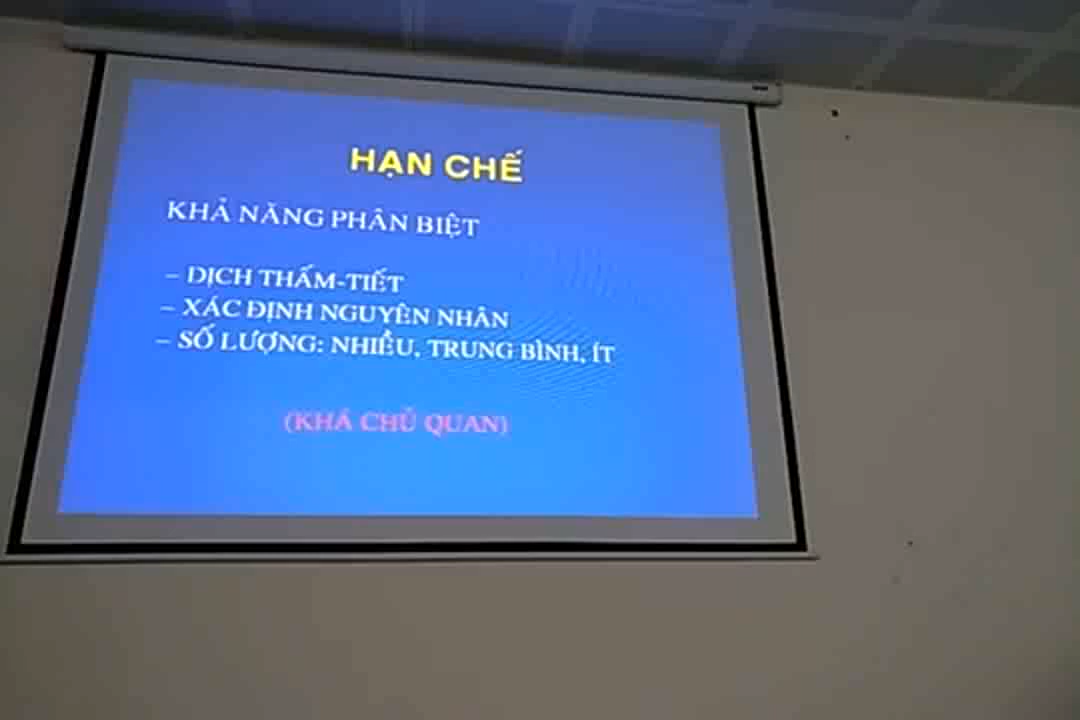 HẠN CHẾ
KHẢ NĂNG PHÂN BIỆT
– DỊCH THẤM-TIẾT
– XÁC ĐỊNH NGUYÊN NHÂN
– SỐ LƯỢNG: NHIỀU, TRUNG BÌNH, ÍT
(KHÁ CHỦ QUAN)